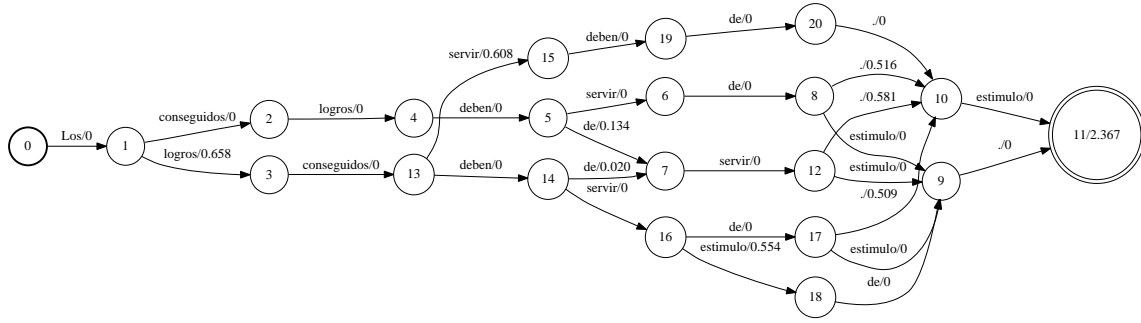 0
Los/0
1
conseguidos/0
logros/0.658
2
3
logros/0
conseguidos/0
4
13
servir/0.608
deben/0
deben/0
15
5
14
deben/0
servir/0
de/0.134
de/0.020
servir/0
19
6
7
16
de/0
de/0
servir/0
de/0
estimulo/0.554
20
8
12
17
18
./0
./0.516
./0.581
estimulo/0
estimulo/0
./0.509
estimulo/0
de/0
10
9
estimulo/0
./0
11/2.367